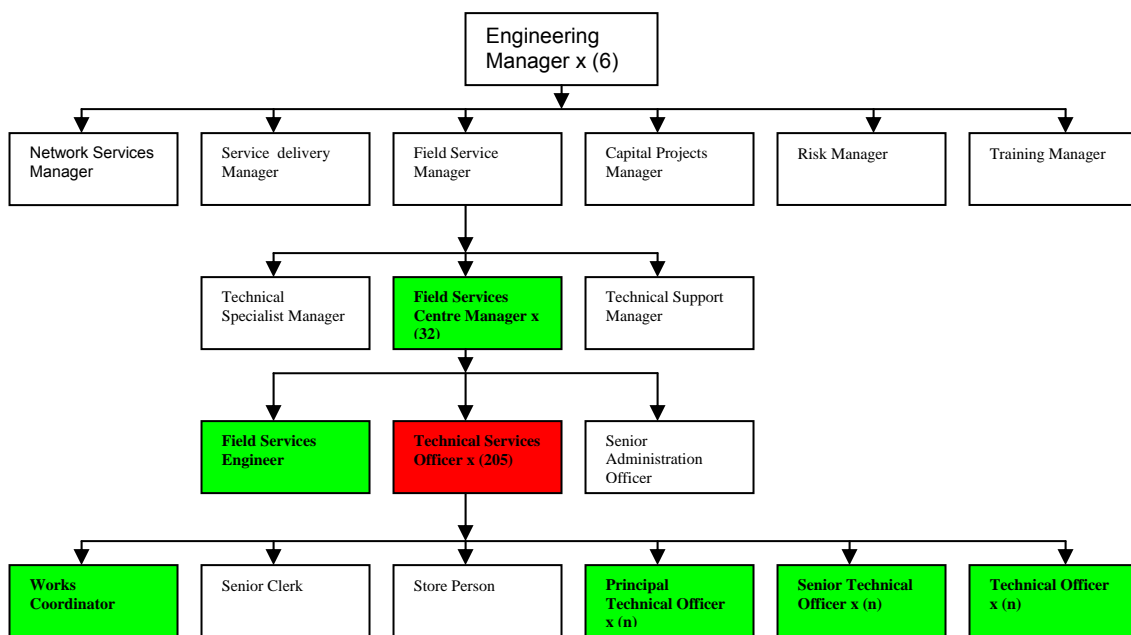 Engineering
Manager x (6)
Network Services
Manager
Service delivery
Manager
Field Service
Manager
Capital Projects
Manager
Risk Manager
Training Manager
Technical
Specialist Manager
Field Services
Centre Manager x
(32)
Technical Support
Manager
Field Services
Engineer
Technical Services
Officer x (205)
Senior
Administration
Officer
Works
Coordinator
Senior Clerk
Store Person
Principal
Technical Officer
x (n)
Senior Technical
Officer x (n)
Technical Officer
x (n)